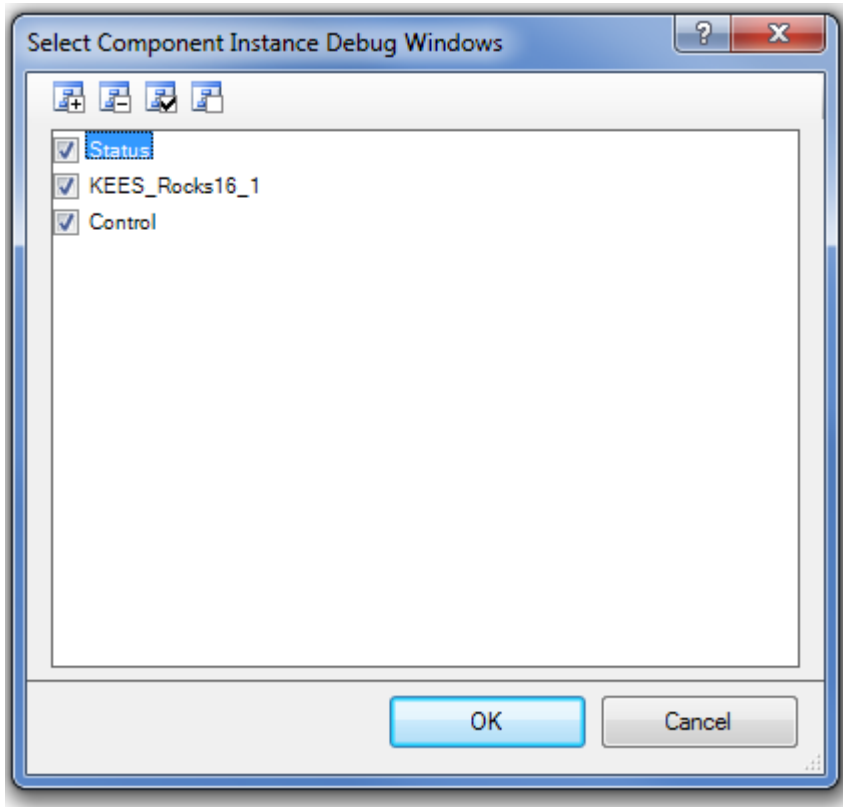 Select Component Instance Debug Windows
Status
KEES_Rocks16_1
Control
OK
Cancel